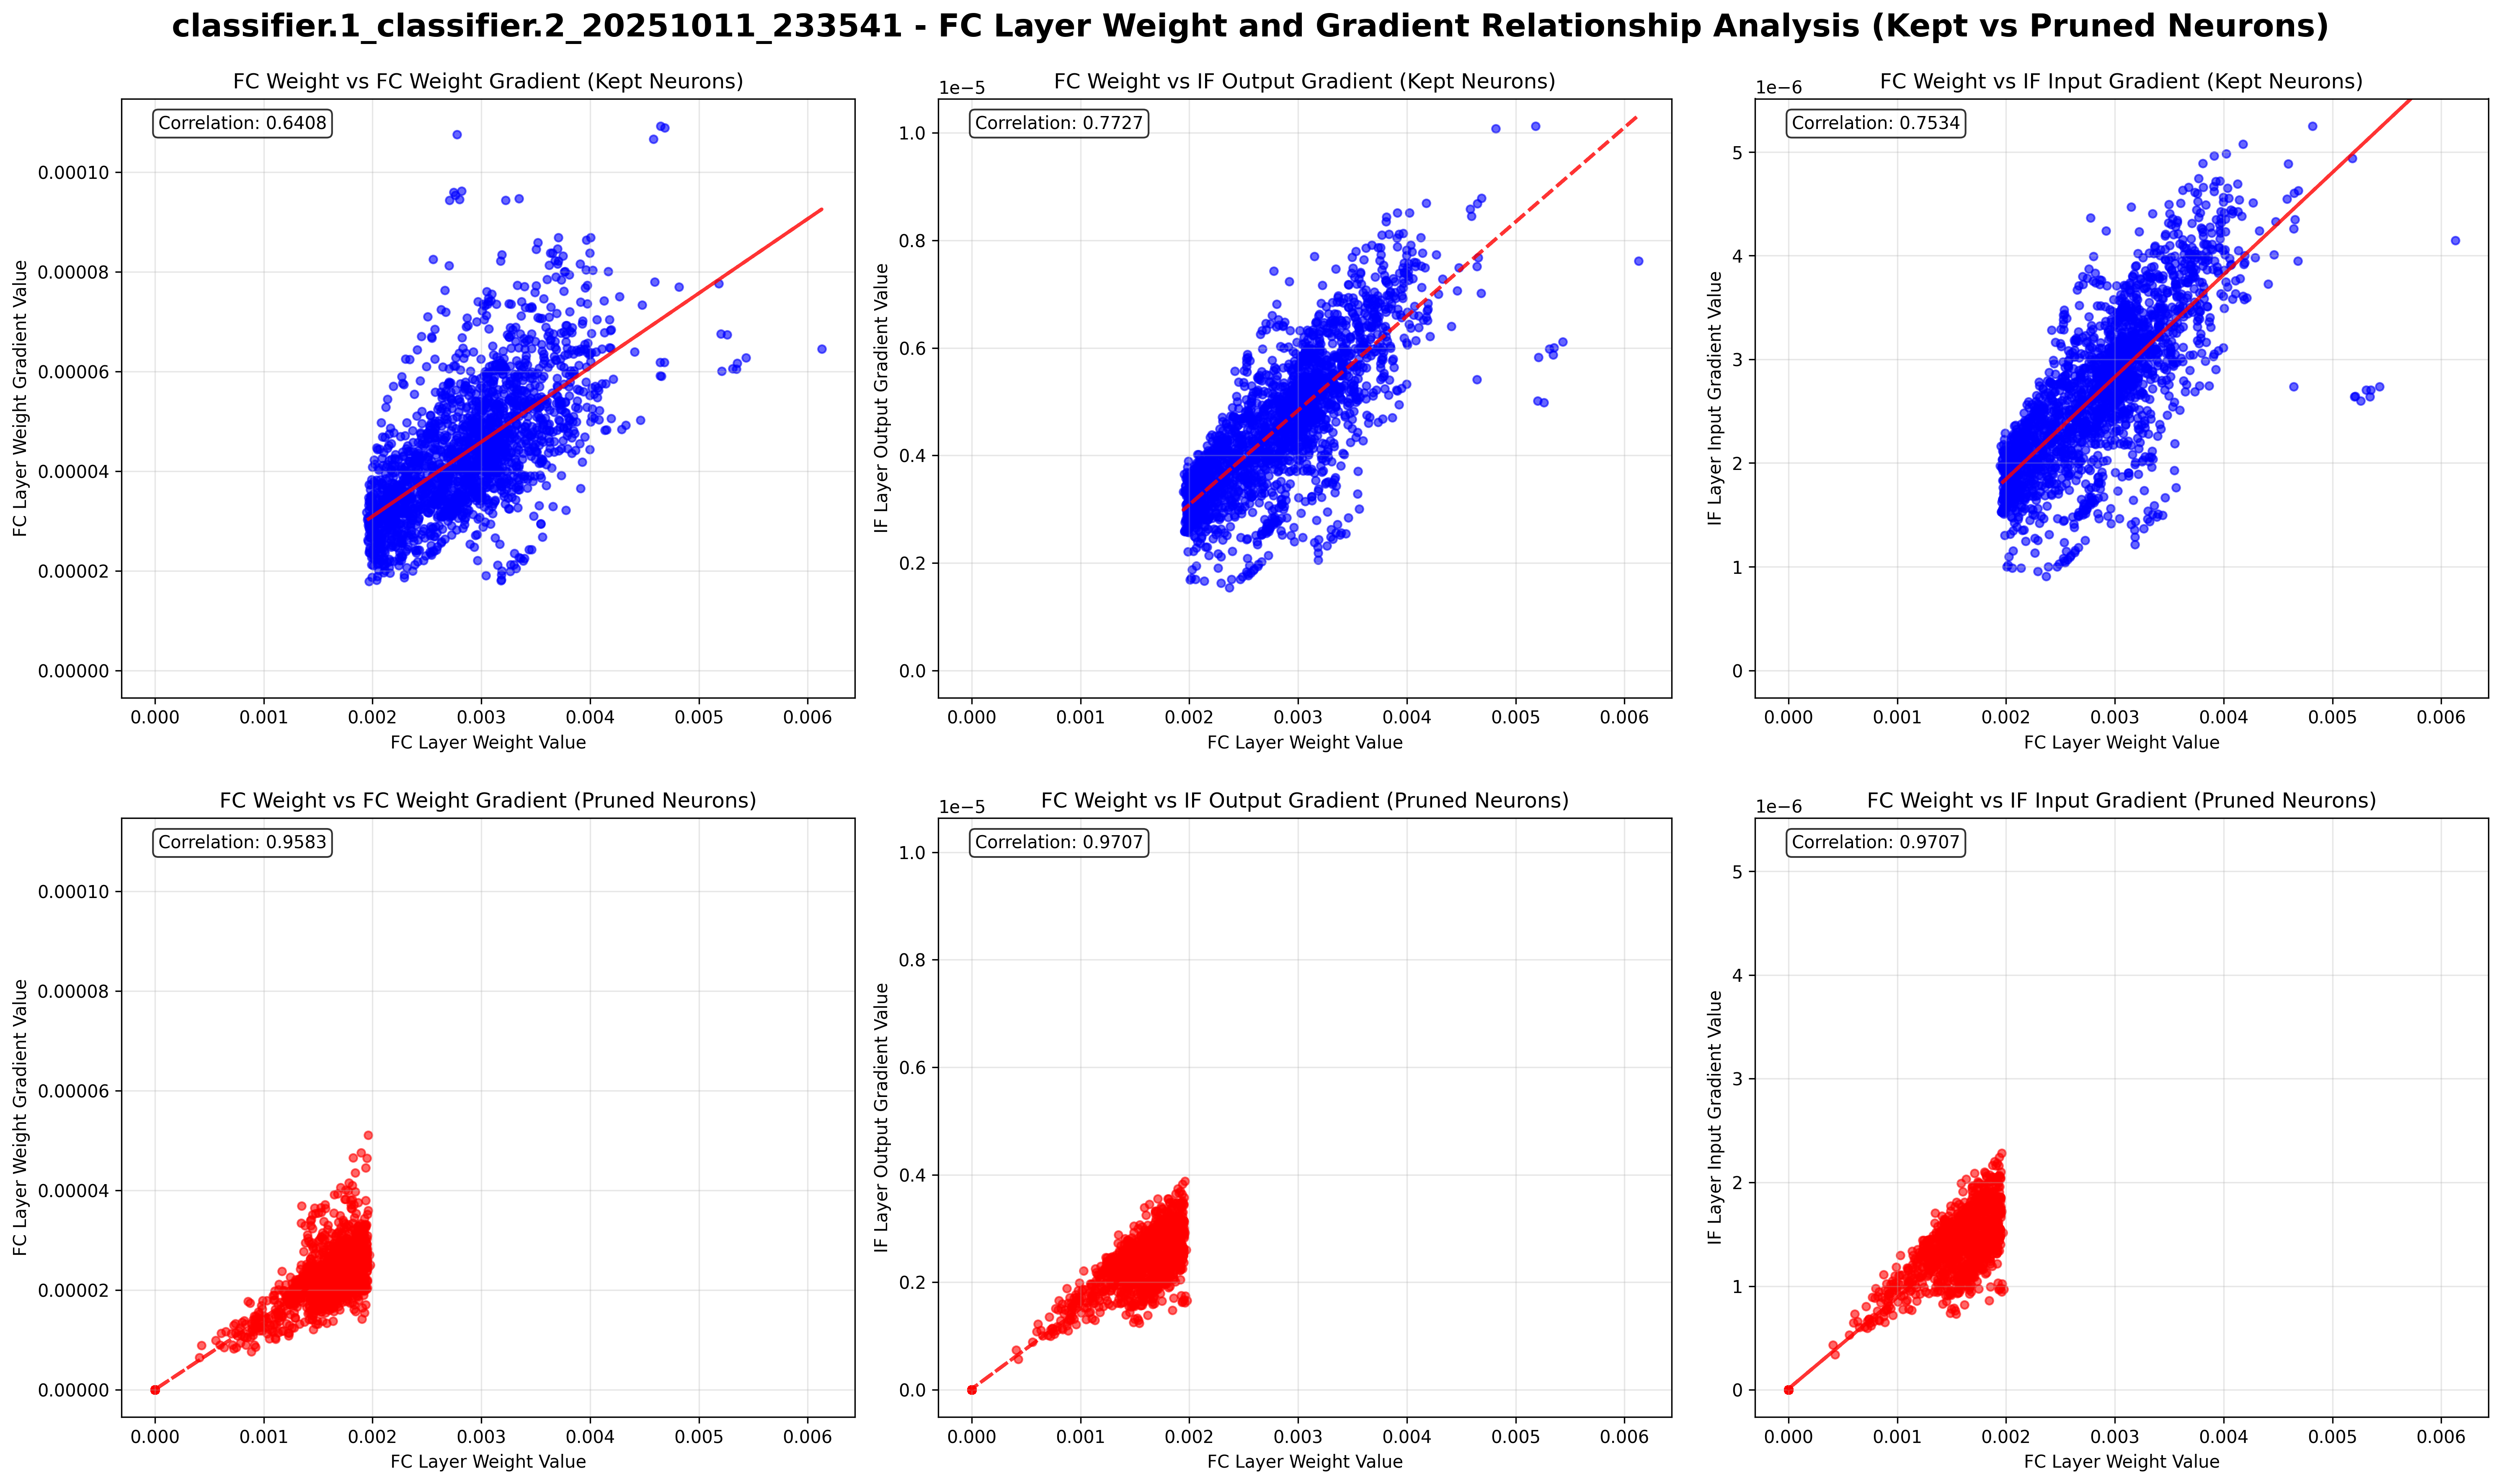 classifier.1_classifier.2_20251011_233541 - FC Layer Weight and Gradient Relationship Analysis (Kept vs Pruned Neurons)
FC Weight vs FC Weight Gradient (Kept Neurons)
Correlation: 0.6408
FC Layer Weight Gradient Value
0.00010
0.00008
0.00006
0.00004
0.00002
0.00000
0.000 0.001 0.002 0.003 0.004 0.005 0.006
FC Layer Weight Value
FC Weight vs IF Output Gradient (Kept Neurons)
1e−5
Correlation: 0.7727
IF Layer Output Gradient Value
1.0
0.8
0.6
0.4
0.2
0.0
0.000 0.001 0.002 0.003 0.004 0.005 0.006
FC Layer Weight Value
FC Weight vs IF Input Gradient (Kept Neurons)
1e−6
Correlation: 0.7534
IF Layer Input Gradient Value
5
4
3
2
1
0
0.000 0.001 0.002 0.003 0.004 0.005 0.006
FC Layer Weight Value
FC Weight vs FC Weight Gradient (Pruned Neurons)
Correlation: 0.9583
FC Layer Weight Gradient Value
0.00010
0.00008
0.00006
0.00004
0.00002
0.00000
0.000 0.001 0.002 0.003 0.004 0.005 0.006
FC Layer Weight Value
FC Weight vs IF Output Gradient (Pruned Neurons)
1e−5
Correlation: 0.9707
IF Layer Output Gradient Value
1.0
0.8
0.6
0.4
0.2
0.0
0.000 0.001 0.002 0.003 0.004 0.005 0.006
FC Layer Weight Value
FC Weight vs IF Input Gradient (Pruned Neurons)
1e−6
Correlation: 0.9707
IF Layer Input Gradient Value
5
4
3
2
1
0
0.000 0.001 0.002 0.003 0.004 0.005 0.006
FC Layer Weight Value